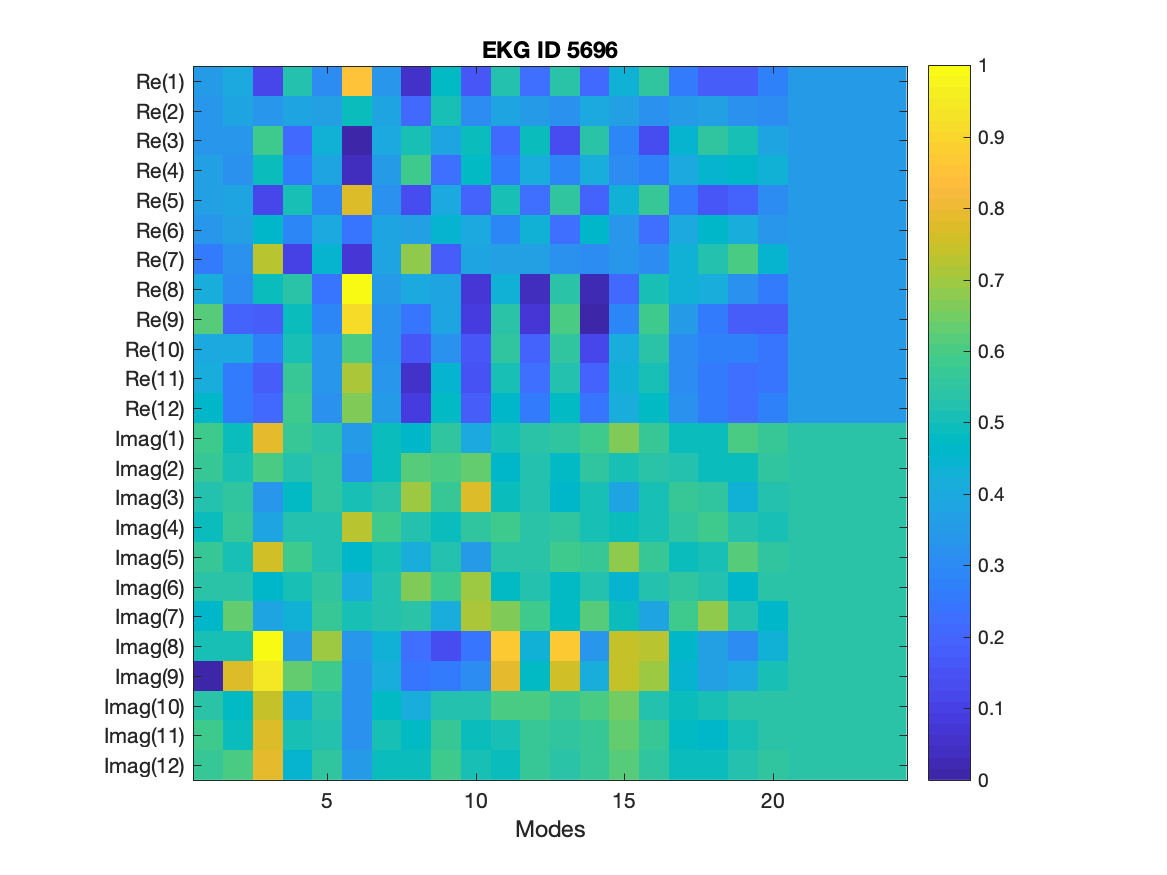 EKG ID 5696
Re(1)
Re(2)
Re(3)
Re(4)
Re(5)
Re(6)
Re(7)
Re(8)
Re(9)
Re(10)
Re(11)
Re(12)
Imag(1)
Imag(2)
Imag(3)
Imag(4)
Imag(5)
Imag(6)
Imag(7)
Imag(8)
Imag(9)
Imag(10)
Imag(11)
Imag(12)
5 10 15 20
Modes
1
0.9
0.8
0.7
0.6
0.5
0.4
0.3
0.2
0.1
0